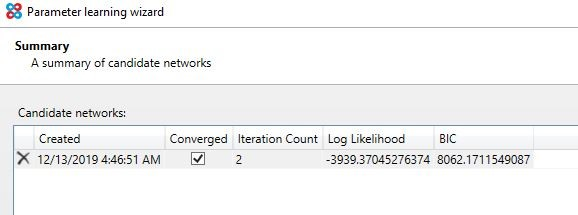 Parameter learning wizard
Summary
A summary of candidate networks
Candidate networks:
Created Converged Iteration Count Log Likelihood BIC
12/13/2019 4:46:51 AM 2 -3939.37045276374 8062.1711549087